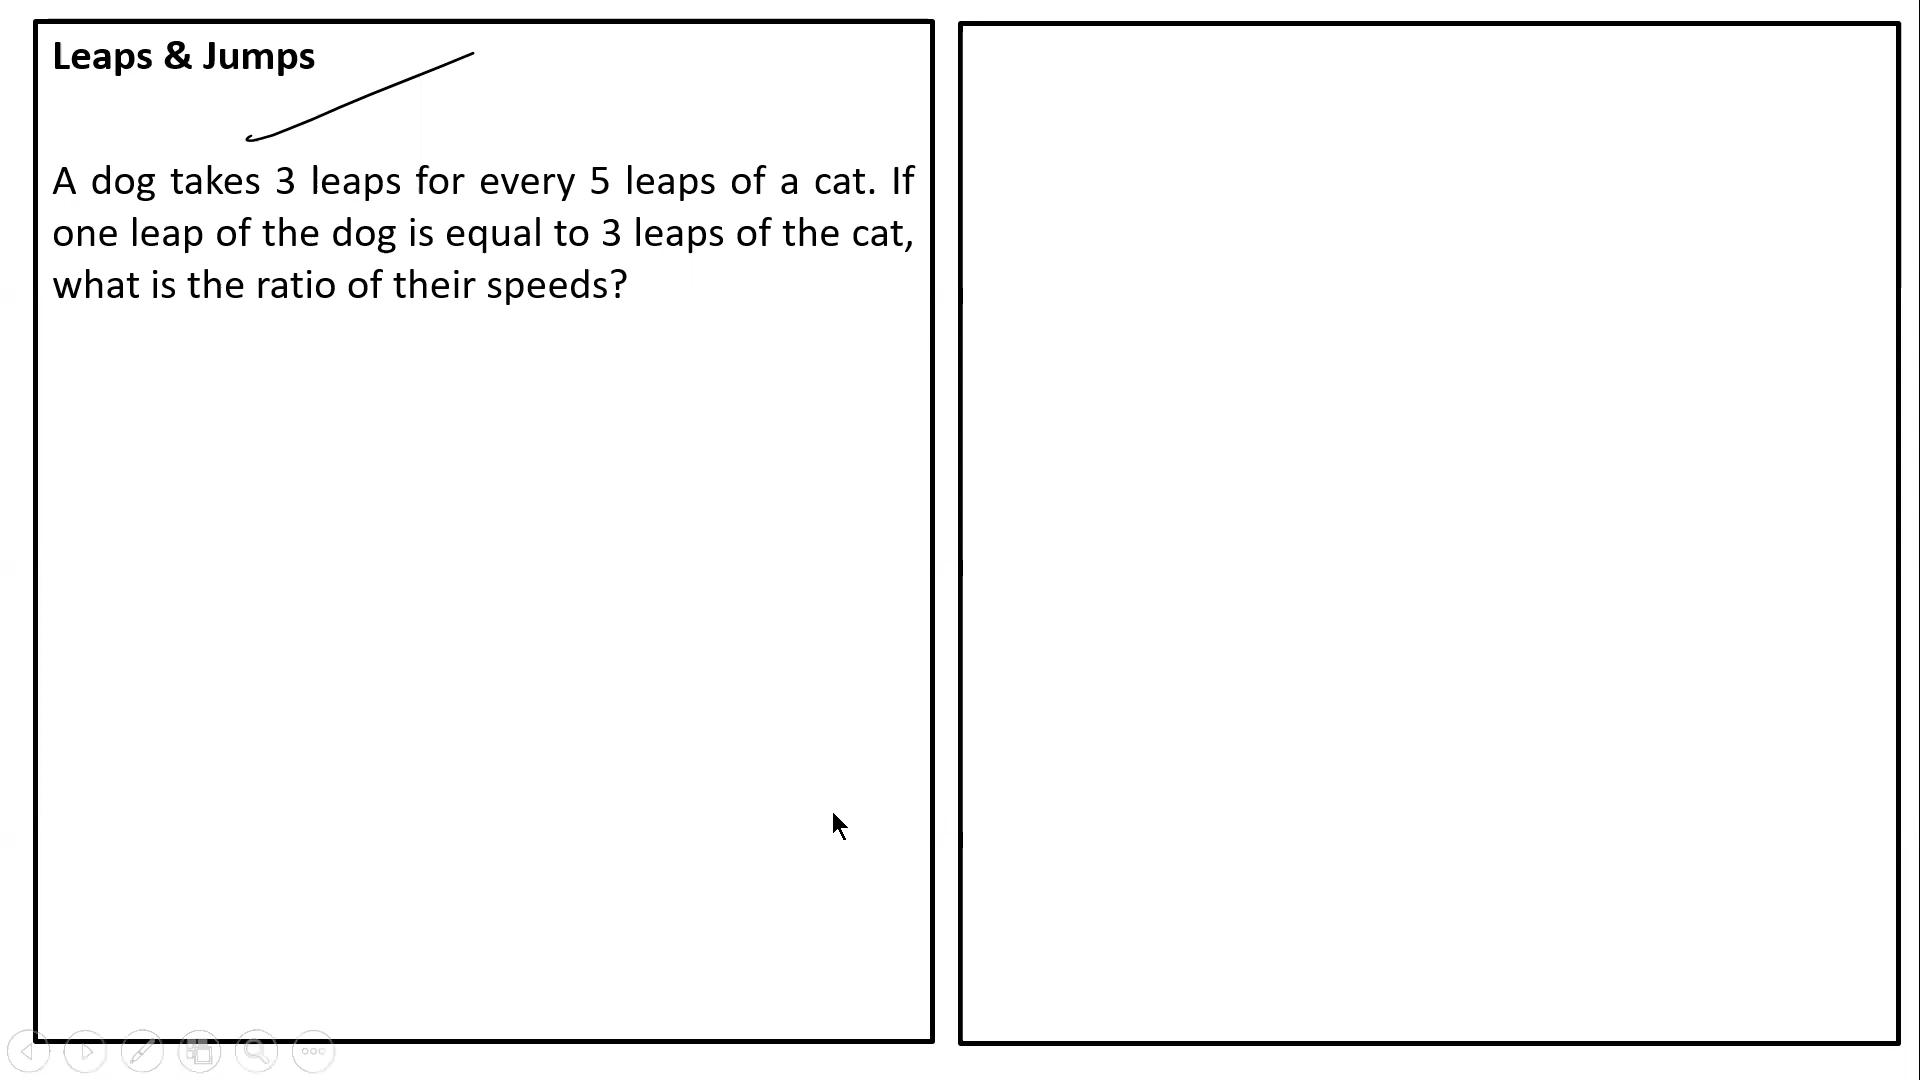 Leaps & Jumps
A dog takes 3 leaps for every 5 leaps of a cat. If
one leap of the dog is equal to 3 leaps of the cat,
what is the ratio of their speeds?